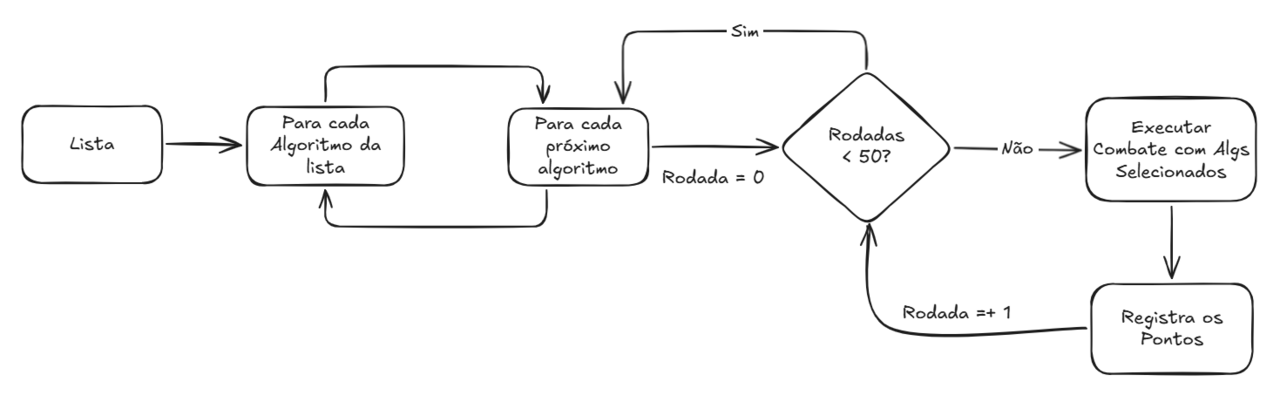 Sim
Lista
Para cada
Algoritmo da
lista
Para cada
próximo
algoritmo
Rodada = 0
Rodadas
< 50?
Não
Executar
Combate com Algs
Selecionados
Registra os
Pontos
Rodada =+ 1